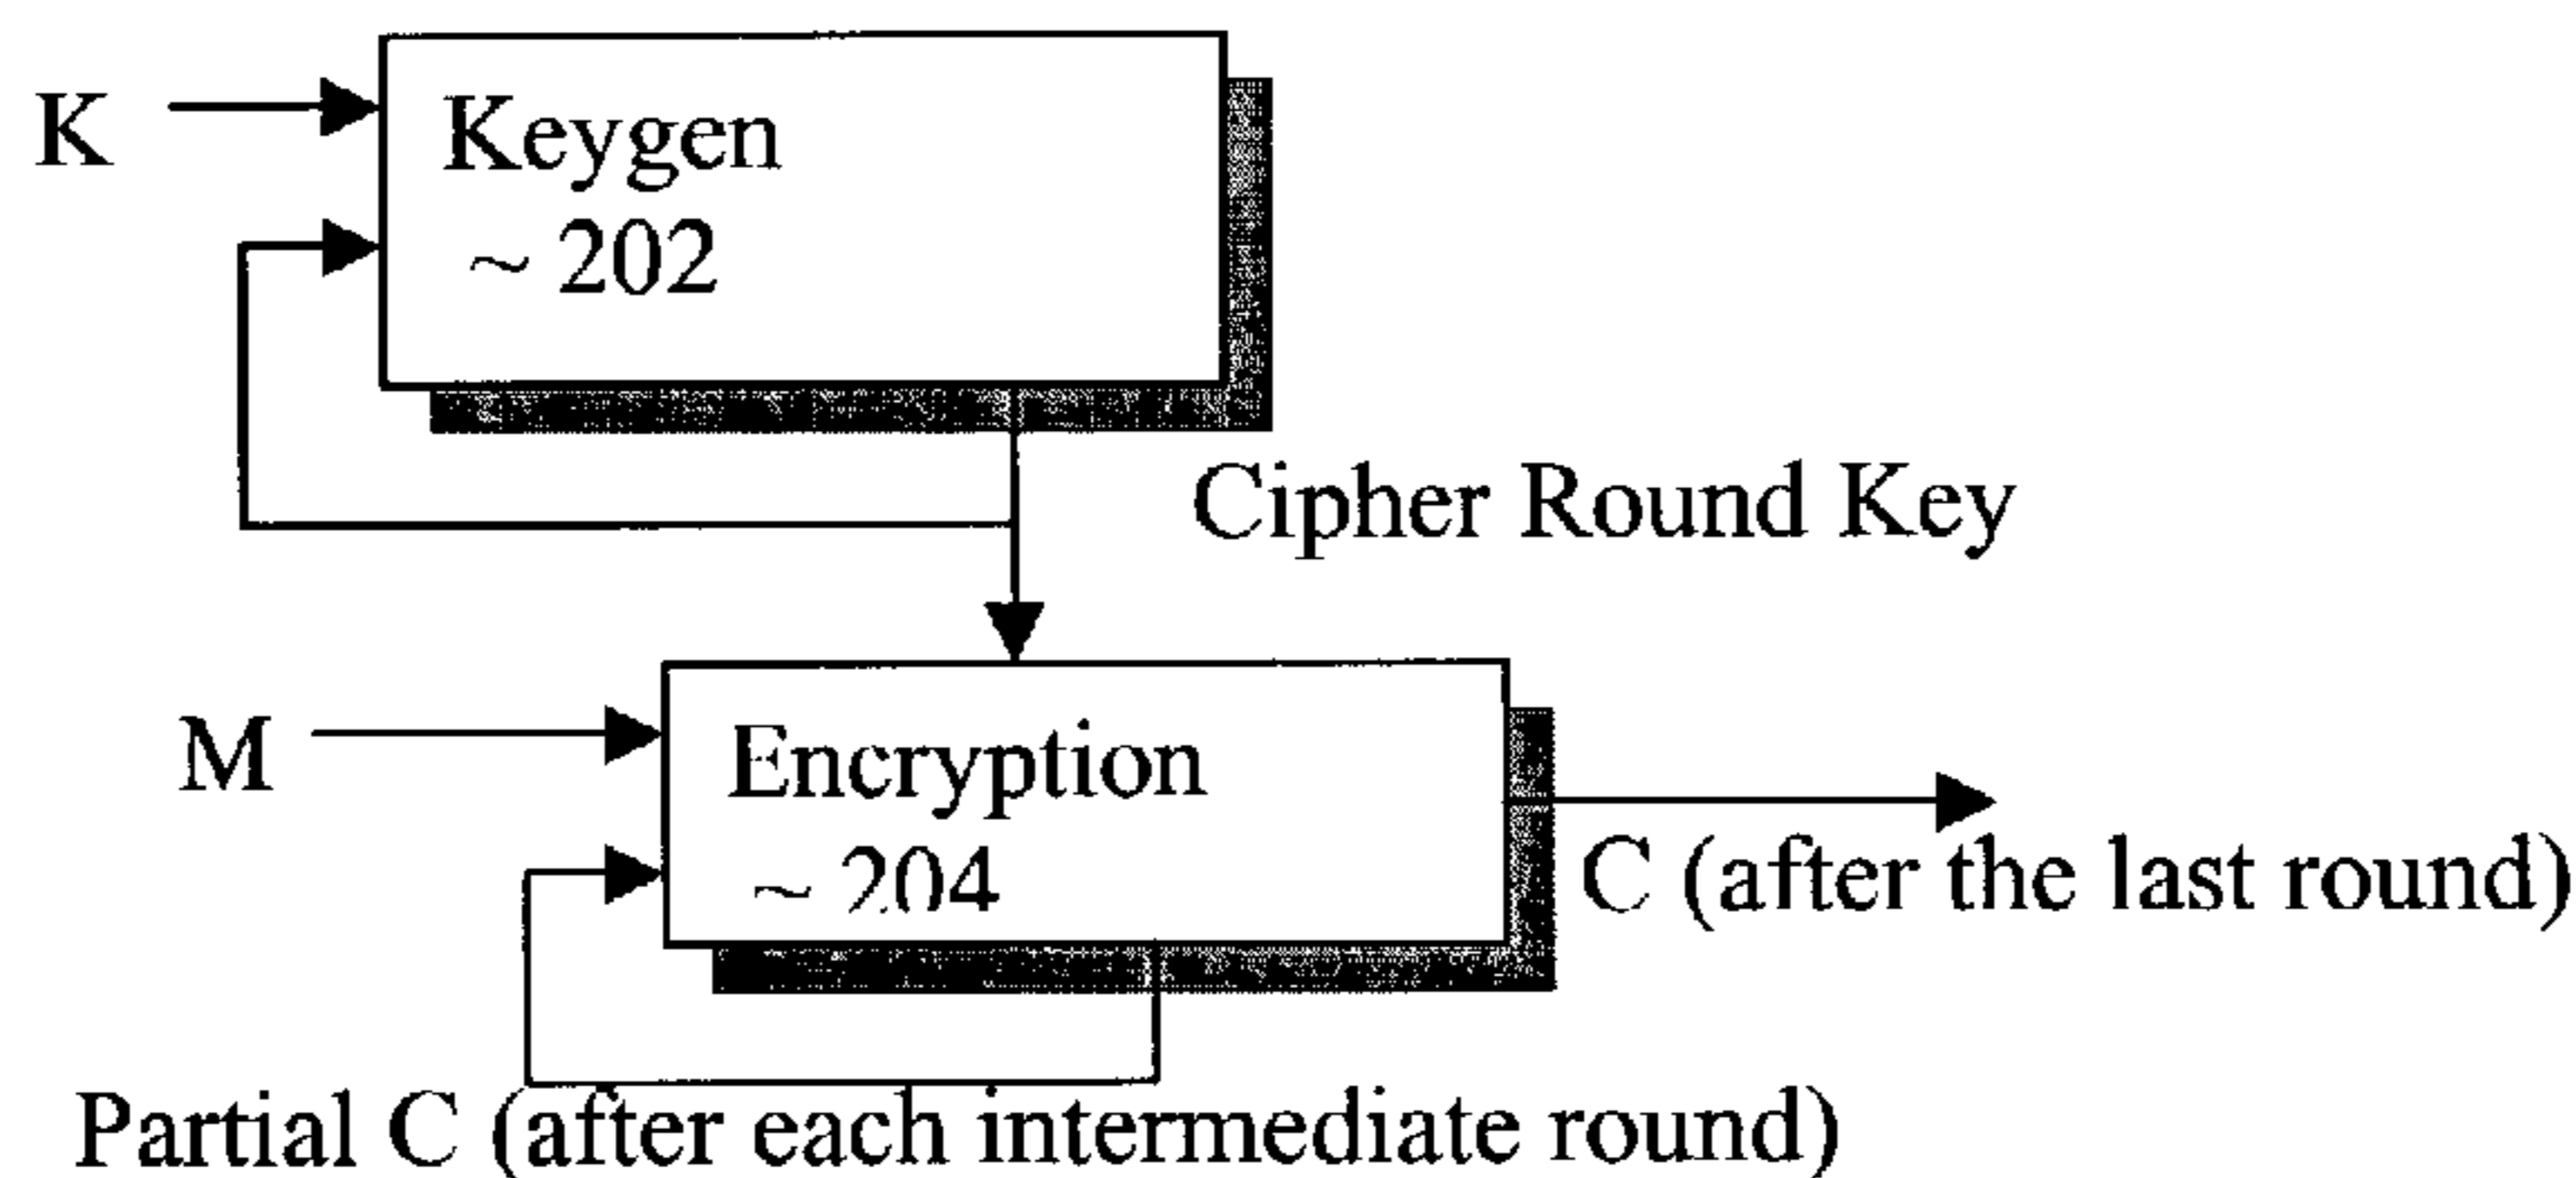 K
Keygen
~ 202
Cipher Round Key
M
Encryption
~ 204
C (after the last round)
Partial C (after each intermediate round)